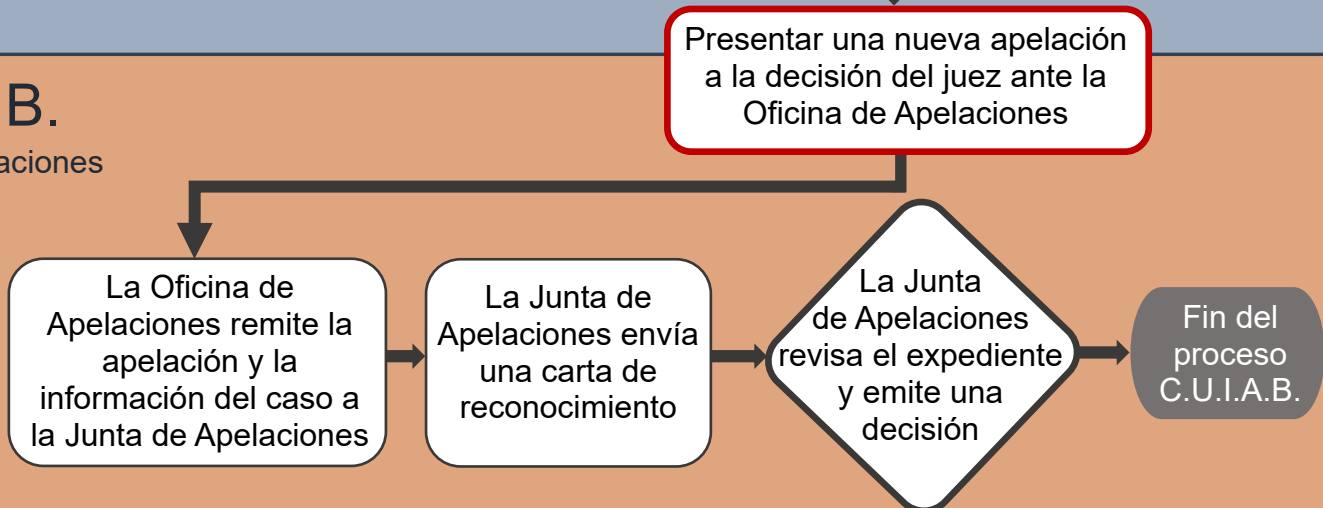 Presentar una nueva apelación
a la decisión del juez ante la
Oficina de Apelaciones
B.
La Oficina de
Apelaciones remite la
apelación y la
información del caso a
la Junta de Apelaciones
La Junta de
Apelaciones envía
una carta de
reconocimiento
La Junta
de Apelaciones
revisa el expediente
y emite una
decisión
Fin del
proceso
C.U.I.A.B.